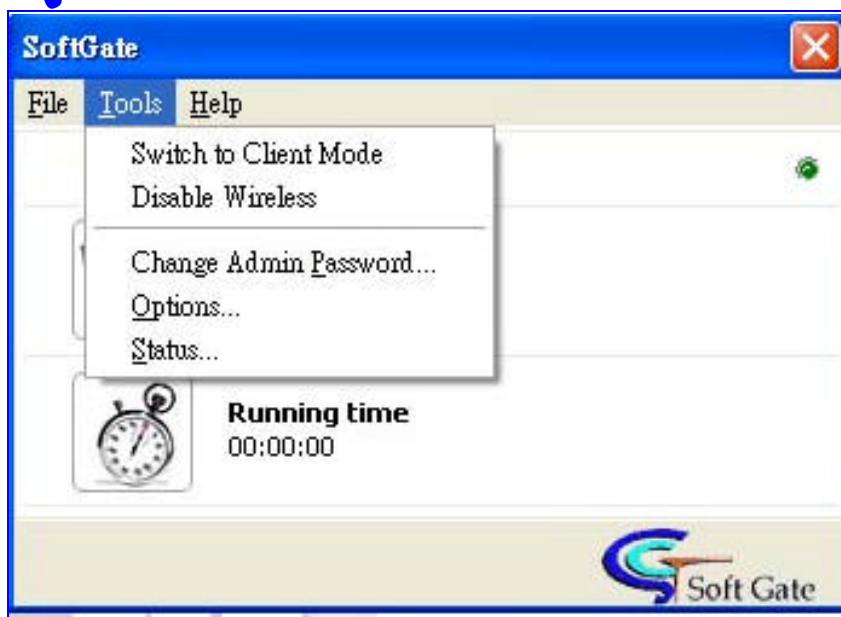 SoftGate
File Tools Help
Switch to Client Mode
Disable Wireless
Change Admin Password...
Options...
Status...
Running time
00:00:00
Soft Gate